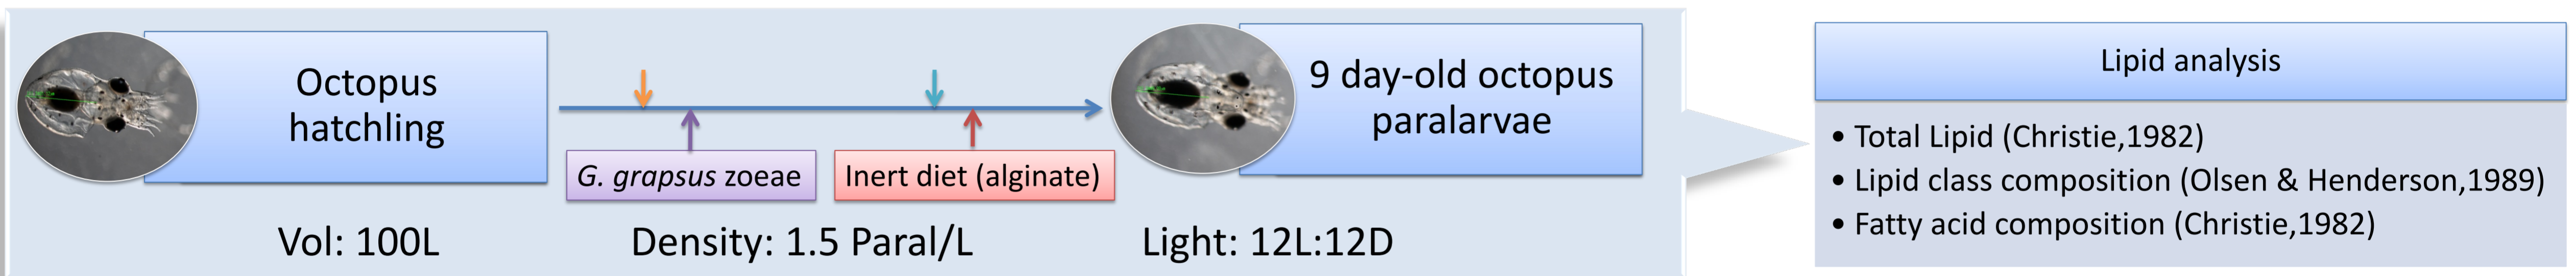 Octopus
hatchling
G. grapsus zoeae
Inert diet (alginate)
9 day-old octopus
paralarvae
Vol: 100L
Density: 1.5 Paral/L
Light: 12L:12D
Lipid analysis
• Total Lipid (Christie,1982)
• Lipid class composition (Olsen & Henderson,1989)
• Fatty acid composition (Christie,1982)